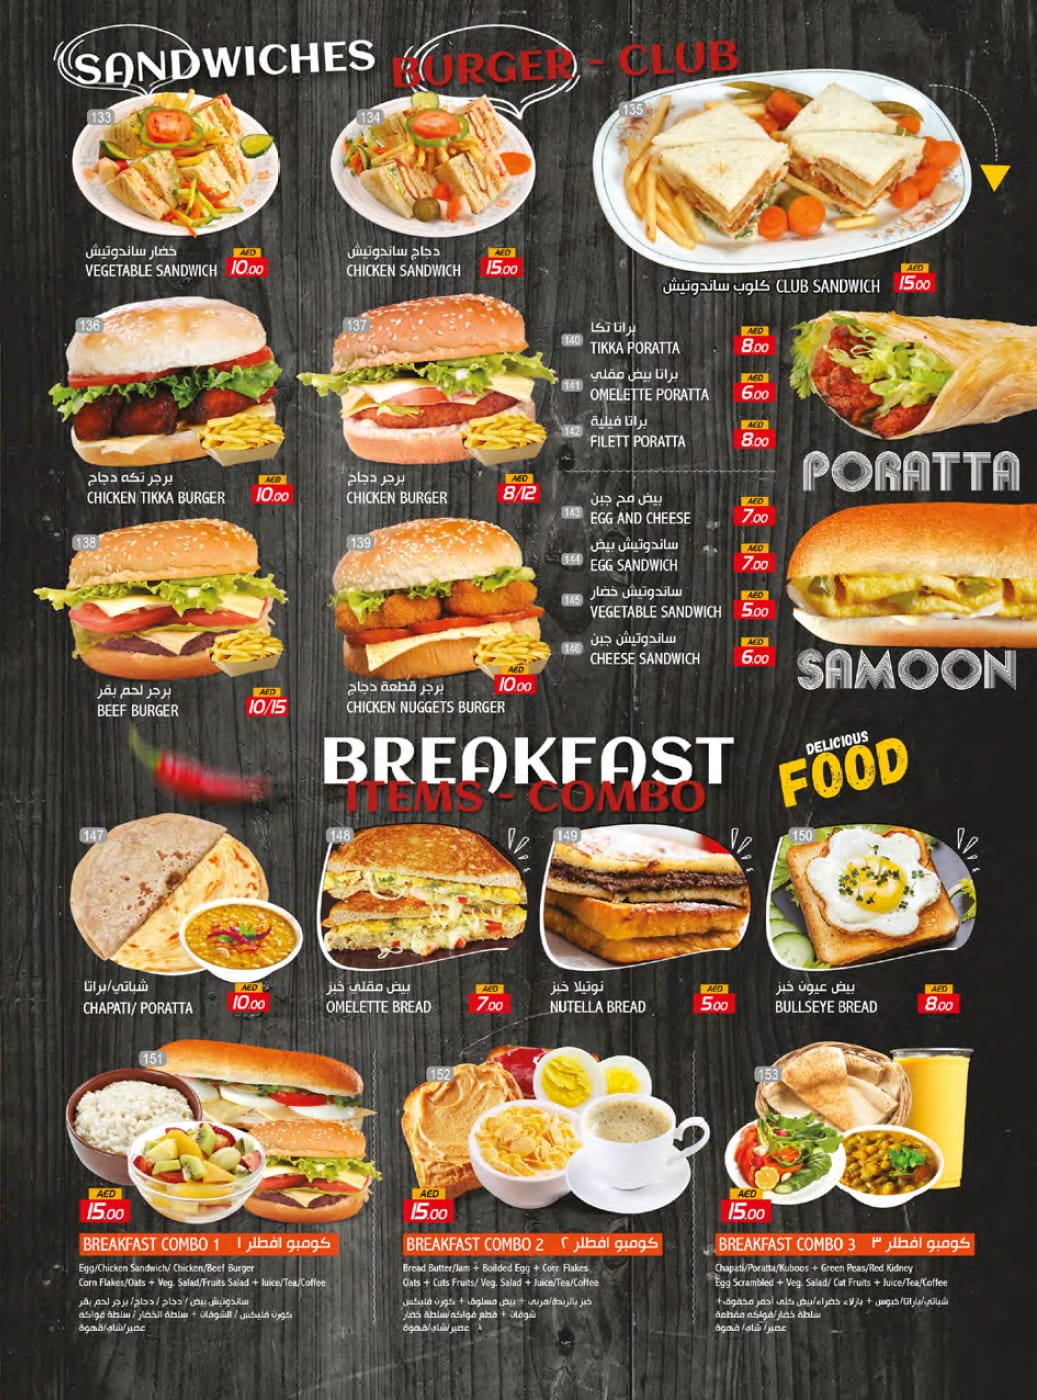 SANDWICHES BURGER - CLUB
133
خضار ساندوتيش
VEGETABLE SANDWICH
AED
10.00
134
دجاج ساندوتيش
CHICKEN SANDWICH
AED
15.00
135
كلوب ساندوتيش CLUB SANDWICH
AED
15.00
136
برجر تكه دجاج
CHICKEN TIKKA BURGER
AED
10.00
137
برجر دجاج
CHICKEN BURGER
AED
8/12
138
برجر لحم بقر
BEEF BURGER
AED
10/15
139
برجر قطعة دجاج
CHICKEN NUGGETS BURGER
AED
10.00
140
براتا تكا
TIKKA PORATTA
AED
8.00
141
براتا بيض مقلي
OMELETTE PORATTA
AED
6.00
142
براتا فيلية
FILETT PORATTA
AED
8.00
PORATTA
143
بيض مح جبن
EGG AND CHEESE
AED
7.00
144
ساندوتيش بيض
EGG SANDWICH
AED
7.00
145
ساندوتيش خضار
VEGETABLE SANDWICH
AED
5.00
146
ساندوتيش جبن
CHEESE SANDWICH
AED
6.00
SAMOON
BREAKFAST
ITEMS - COMBO
DELICIOUS
FOOD
147
شباتي/براتا
CHAPATI/ PORATTA
AED
10.00
148
بيض مقلي خبز
OMELETTE BREAD
AED
7.00
149
نوتيلا خبز
NUTELLA BREAD
AED
5.00
150
بيض عيون خبز
BULLSEYE BREAD
AED
8.00
151
AED
15.00
BREAKFAST COMBO 1 كومبو افطلر ١
Egg/Chicken Sandwich/ Chicken/Beef Burger
Corn Flakes/Oats + Veg. Salad/Fruits Salad + Juice/Tea/Coffee
ساندوتيش بيض / دجاج / دجاج/ برجر لحم بقر
كورن فليكس / الشوفان + سلطة الخضار / سلطة فواكه
عصير/شاي/قهوة
152
AED
15.00
BREAKFAST COMBO 2 كومبو افطلر ٢
Bread Butter/Jam + Boilded Egg + Corr Flakes
Oats + Cuts Fruits/ Veg. Salad + Juice/Tea/Coffee
خبز بالزبدة/مربى + بيض مسلوق + كورن فليكس
شوفان + قطع فواكه/سلطة خضار
عصير/شاي/قهوة
153
AED
15.00
BREAKFAST COMBO 3 كومبو افطلر ٣
Chapati/Poratta/Kuboos + Green Peas/Red Kidney
Egg Scrambled + Veg. Salad/ Cut Fruits + Juice/Tea/Coffee
شباتي/براتا/خبوس + بازلاء خضراء/بيض كلى أحمر مخفوق+
سلطة خضار/فواكه مقطعة
عصير/ شاي/ قهوة